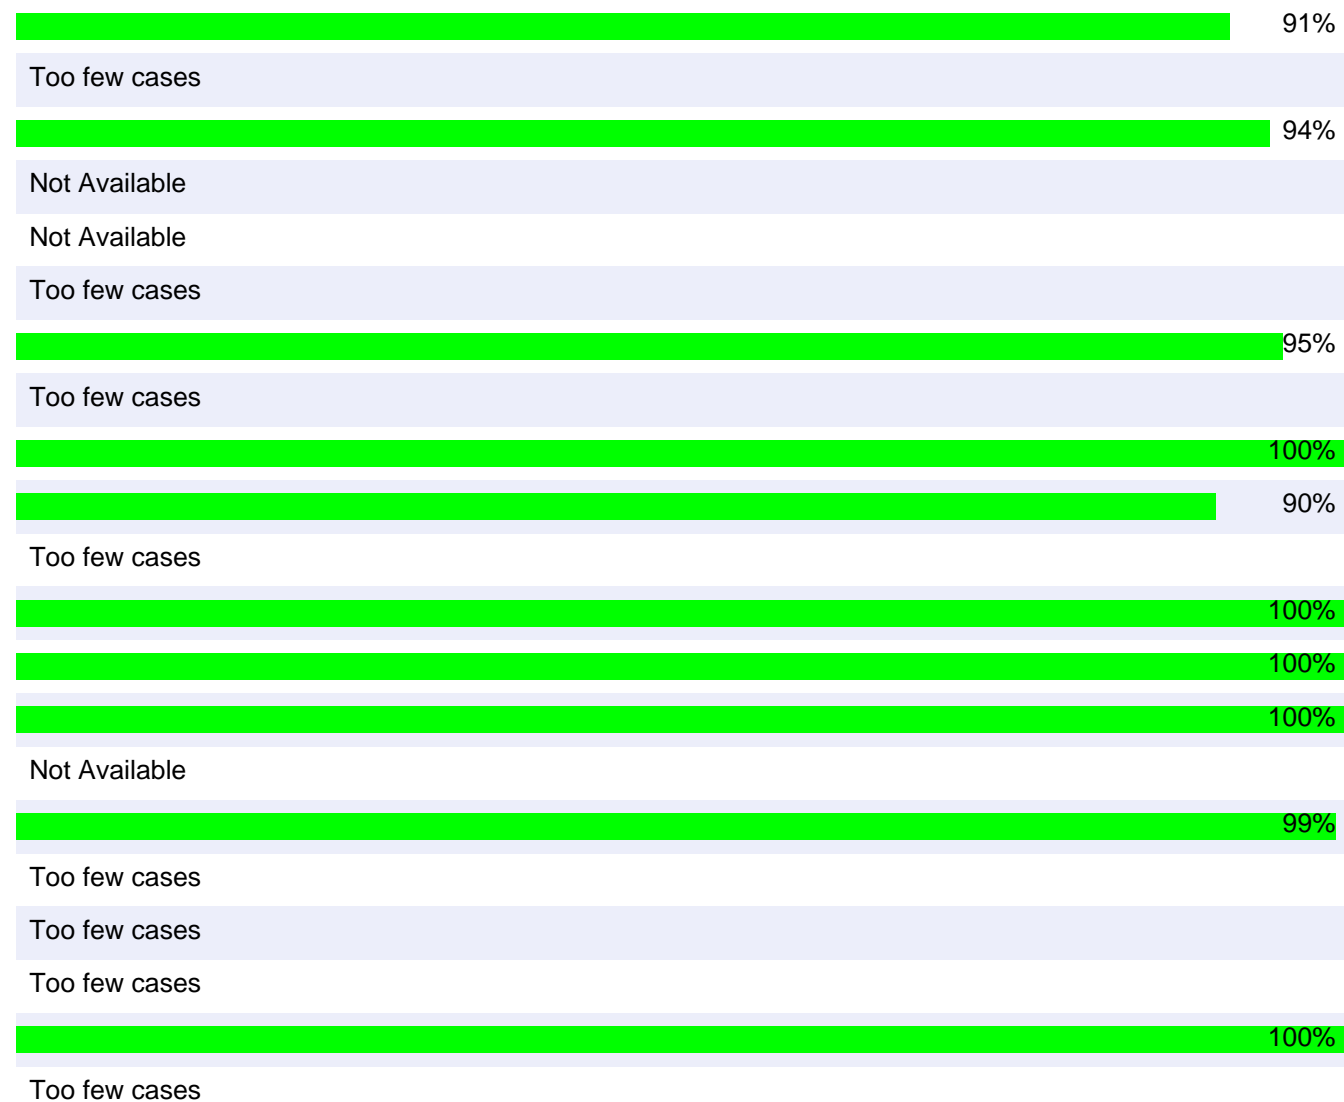 91%
Too few cases
94%
Not Available
Not Available
Too few cases
95%
Too few cases
100%
90%
Too few cases
100%
100%
100%
Not Available
99%
Too few cases
Too few cases
Too few cases
100%
Too few cases